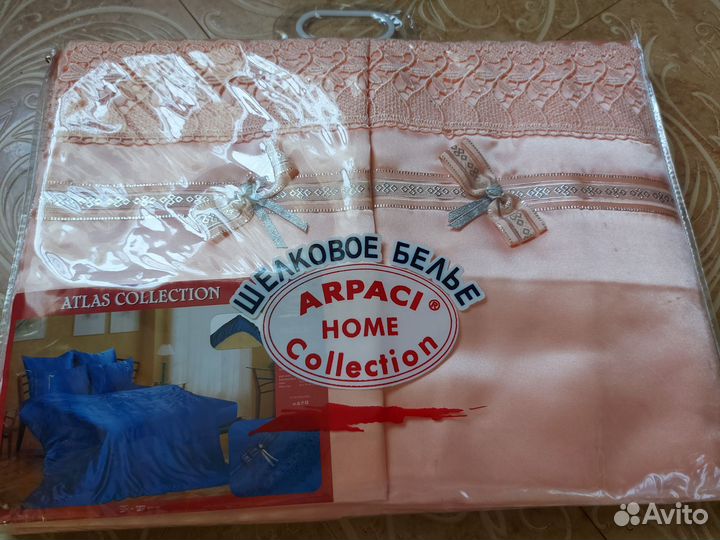 ШЕЛКОВОЕ БЕЛЬЕ
ARPACI ®
HOME
Collection
ATLAS COLLECTION
Avito